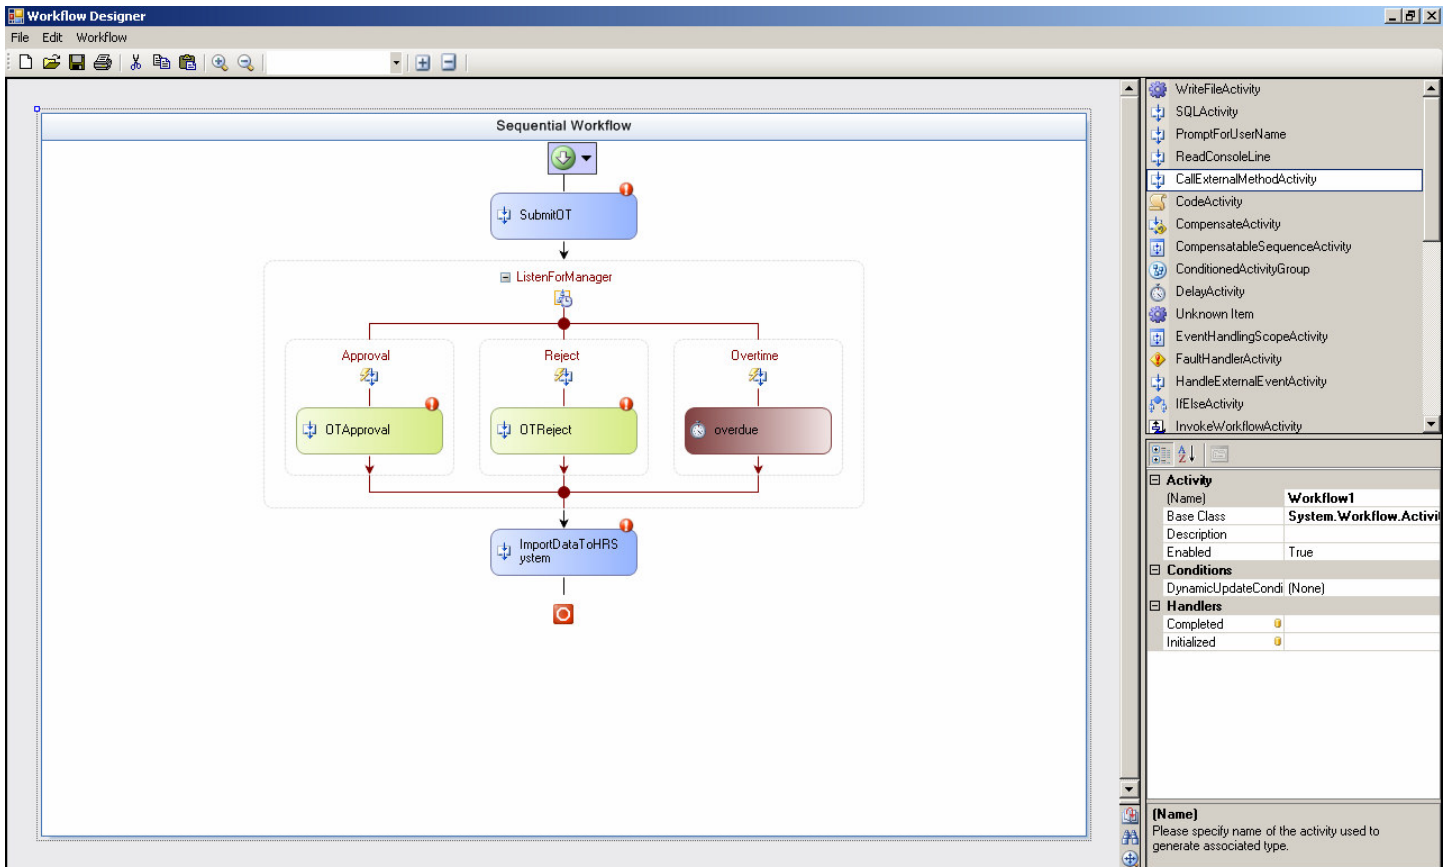 Workflow Designer
File Edit Workflow
Sequential Workflow
SubmitOT
ListenForManager
Approval Reject Overtime
OTApproval OTReject overdue
ImportDataToHRS
ystem
WriteFileActivity
SQLActivity
PromptForUserName
ReadConsoleLine
CallExternalMethodActivity
CodeActivity
CompensateActivity
CompensatableSequenceActivity
ConditionedActivityGroup
DelayActivity
Unknown Item
EventHandlingScopeActivity
FaultHandlerActivity
HandleExternalEventActivity
IfElseActivity
InvokeWorkflowActivity
Activity
(Name) Workflow1
Base Class System.Workflow.Activi
Description
Enabled True
Conditions
DynamicUpdateCondi (None)
Handlers
Completed
Initialized
(Name)
Please specify name of the activity used to
generate associated type.